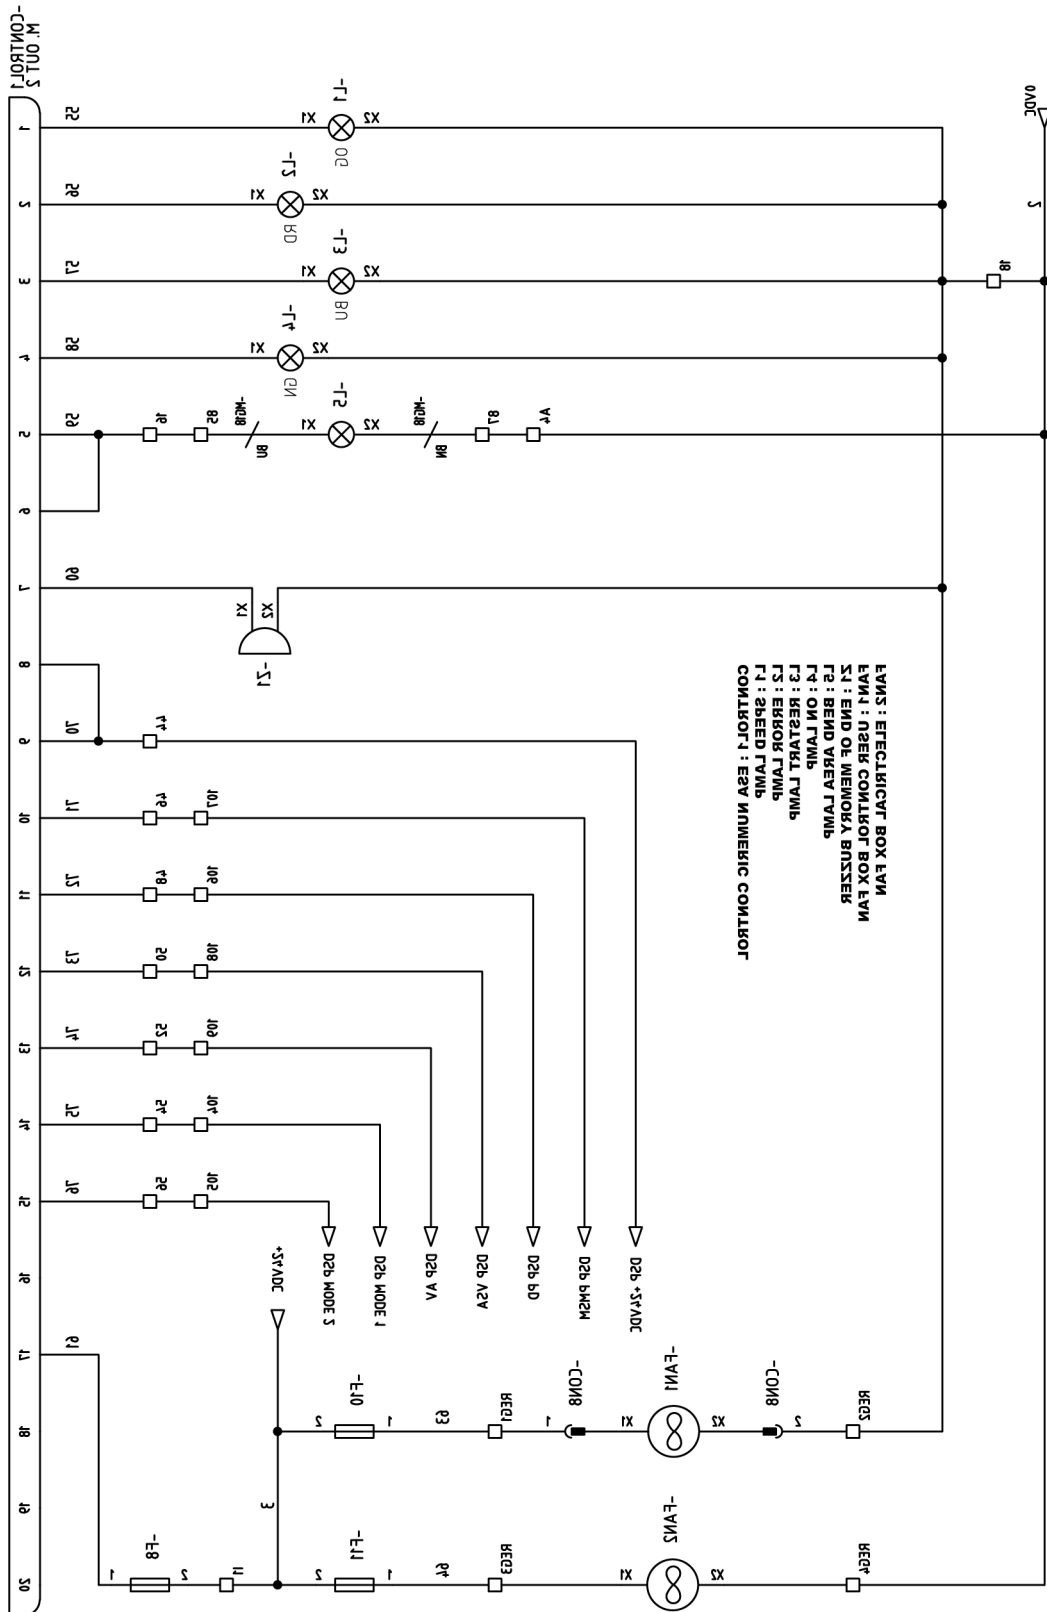 -CONTROL1
M. OUT 2
0VDC
1
55
-L1
X1
X2
OG
2
2
56
-L2
X1
X2
RD
3
57
-L3
X1
X2
BU
18
4
58
-L4
X1
X2
GN
5
59
16
85
-MG18
BU
-L5
X1
X2
-MG18
BN
87
A4
6
7
60
X1
X2
-Z1
8
9
70
44
10
71
46
107
11
72
48
106
12
73
50
108
13
74
52
109
14
75
54
104
15
76
56
105
CONTROL1 : ESA NUMERIC CONTROL
L1 : SPEED LAMP
L2 : ERROR LAMP
L4 : ON LAMP
L5 : BEND AREA LAMP
Z1 : END OF MEMORY BUZZER
FAN1 : USER CONTROL BOX FAN
FAN2 : ELECTRICAL BOX FAN
16
+24VDC
DSP MODE 2
DSP MODE 1
DSP AV
DSP VSA
DSP PD
DSP PMSM
DSP +24VDC
17
61
18
-F10
2
1
63
REG1
-CON8
1
-FAN1
X1
X2
-CON8
2
REG2
19
3
20
-F8
1
2
11
-F11
2
1
64
REG3
-FAN2
X1
X2
REG4